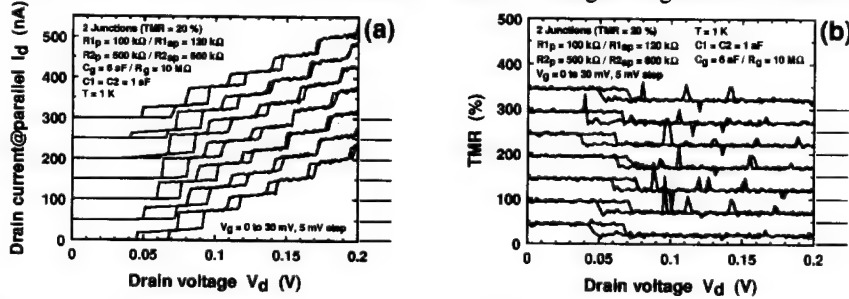 (a)
Drain current@parallel Id (nA)
500
400
300
200
100
0
2 Junctions (TMR = 20 %)
R1p = 100 kΩ / R1ap = 120 kΩ
R2p = 500 kΩ / R2ap = 600 kΩ
Cg = 6 aF / Rg = 10 MΩ
C1 = C2 = 1 aF
T = 1 K
Vg = 0 to 30 mV, 5 mV step
0 0.05 0.1 0.15 0.2
Drain voltage Vd (V)
(b)
TMR (%)
500
400
300
200
100
0
2 Junctions (TMR = 20 %)
R1p = 100 kΩ / R1ap = 120 kΩ
R2p = 500 kΩ / R2ap = 600 kΩ
Vg = 0 to 30 mV, 5 mV step
T = 1 K
C1 = C2 = 1 aF
Cg = 6 aF / Rg = 10 MΩ
0 0.05 0.1 0.15 0.2
Drain voltage Vd (V)